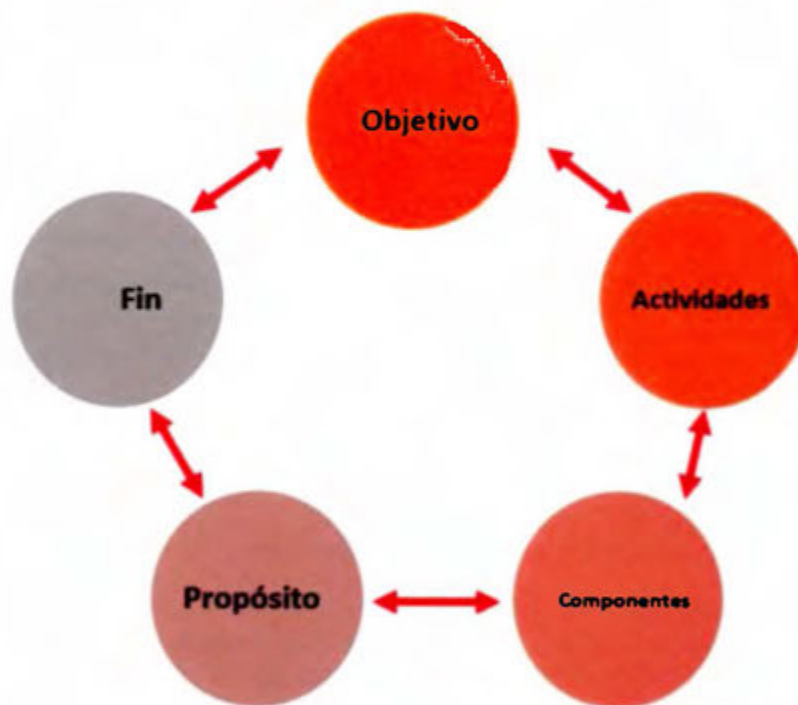 Objetivo
Actividades
Componentes
Propósito
Fin